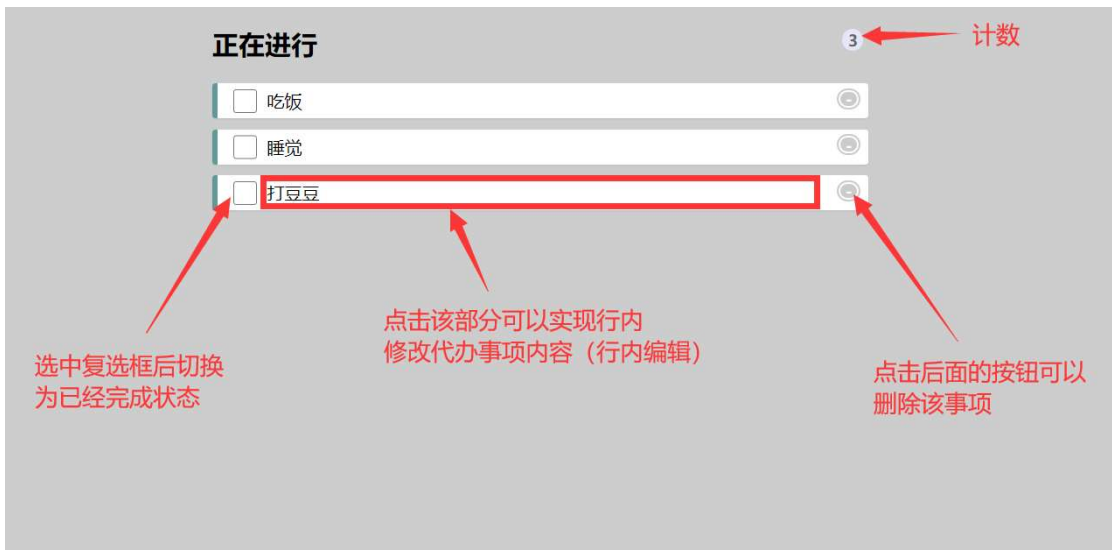 正在进行
3
计数
吃饭
睡觉
打豆豆
点击该部分可以实现行内
修改代办事项内容（行内编辑）
选中复选框后切换
为已经完成状态
点击后面的按钮可以
删除该事项